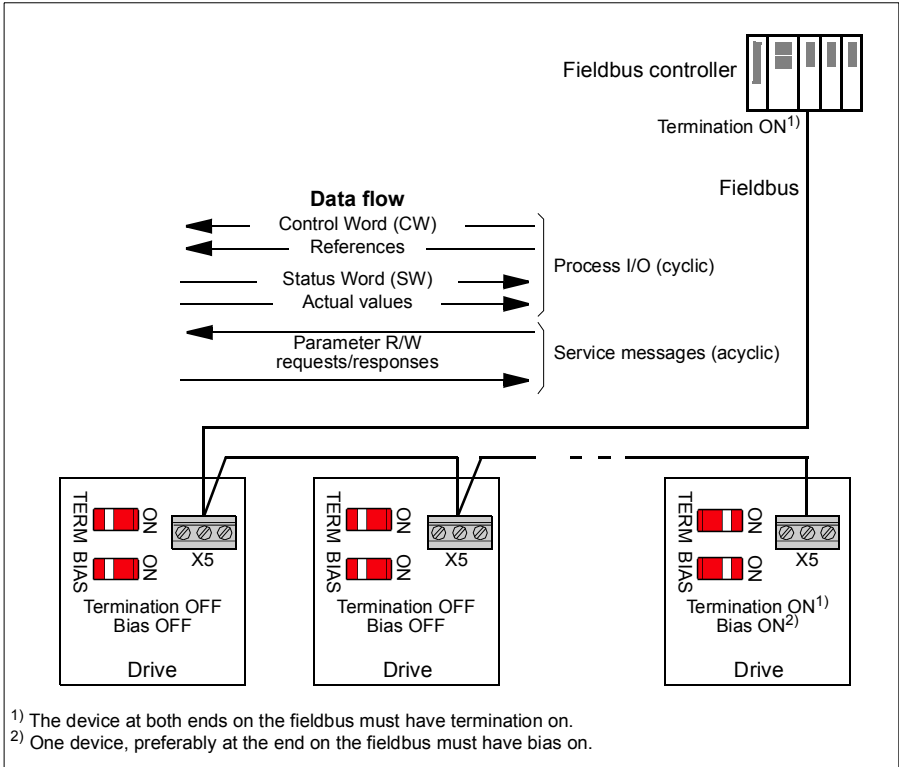 Fieldbus controller
Termination ON1)
Fieldbus
Data flow
Control Word (CW)
References
Process I/O (cyclic)
Status Word (SW)
Actual values
Parameter R/W
requests/responses
Service messages (acyclic)
TERM
ON
BIAS
ON
X5
Termination OFF
Bias OFF
Drive
TERM
ON
BIAS
ON
X5
Termination OFF
Bias OFF
Drive
TERM
ON
BIAS
ON
X5
Termination ON1)
Bias ON2)
Drive
1) The device at both ends on the fieldbus must have termination on.
2) One device, preferably at the end on the fieldbus must have bias on.